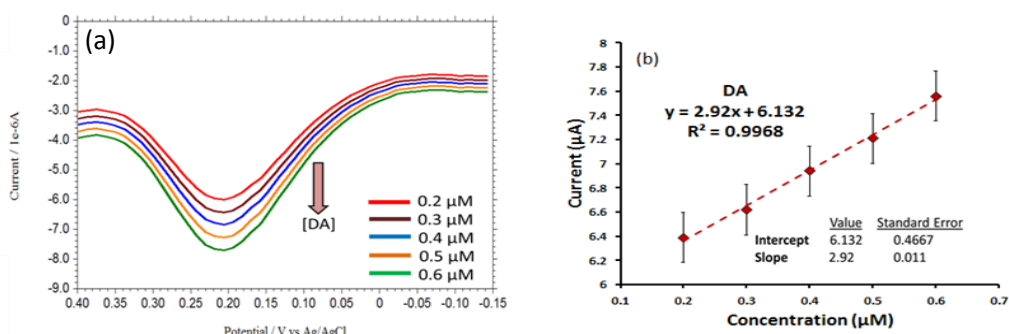 (a)
0
-1.0
-2.0
-3.0
-4.0
-5.0
-6.0
-7.0
-8.0
-9.0
Current / 1e-6A
0.40 0.35 0.30 0.25 0.20 0.15 0.10 0.05 0 -0.05 -0.10 -0.15
Potential / V vs Ag/AgCl
[DA]
0.2 μM
0.3 μM
0.4 μM
0.5 μM
0.6 μM
(b)
8
7.8
7.6
7.4
7.2
7
6.8
6.6
6.4
6.2
6
Current (μA)
DA
y = 2.92x + 6.132
R² = 0.9968
Value Standard Error
Intercept 6.132 0.4667
Slope 2.92 0.011
0.1 0.2 0.3 0.4 0.5 0.6 0.7
Concentration (μM)